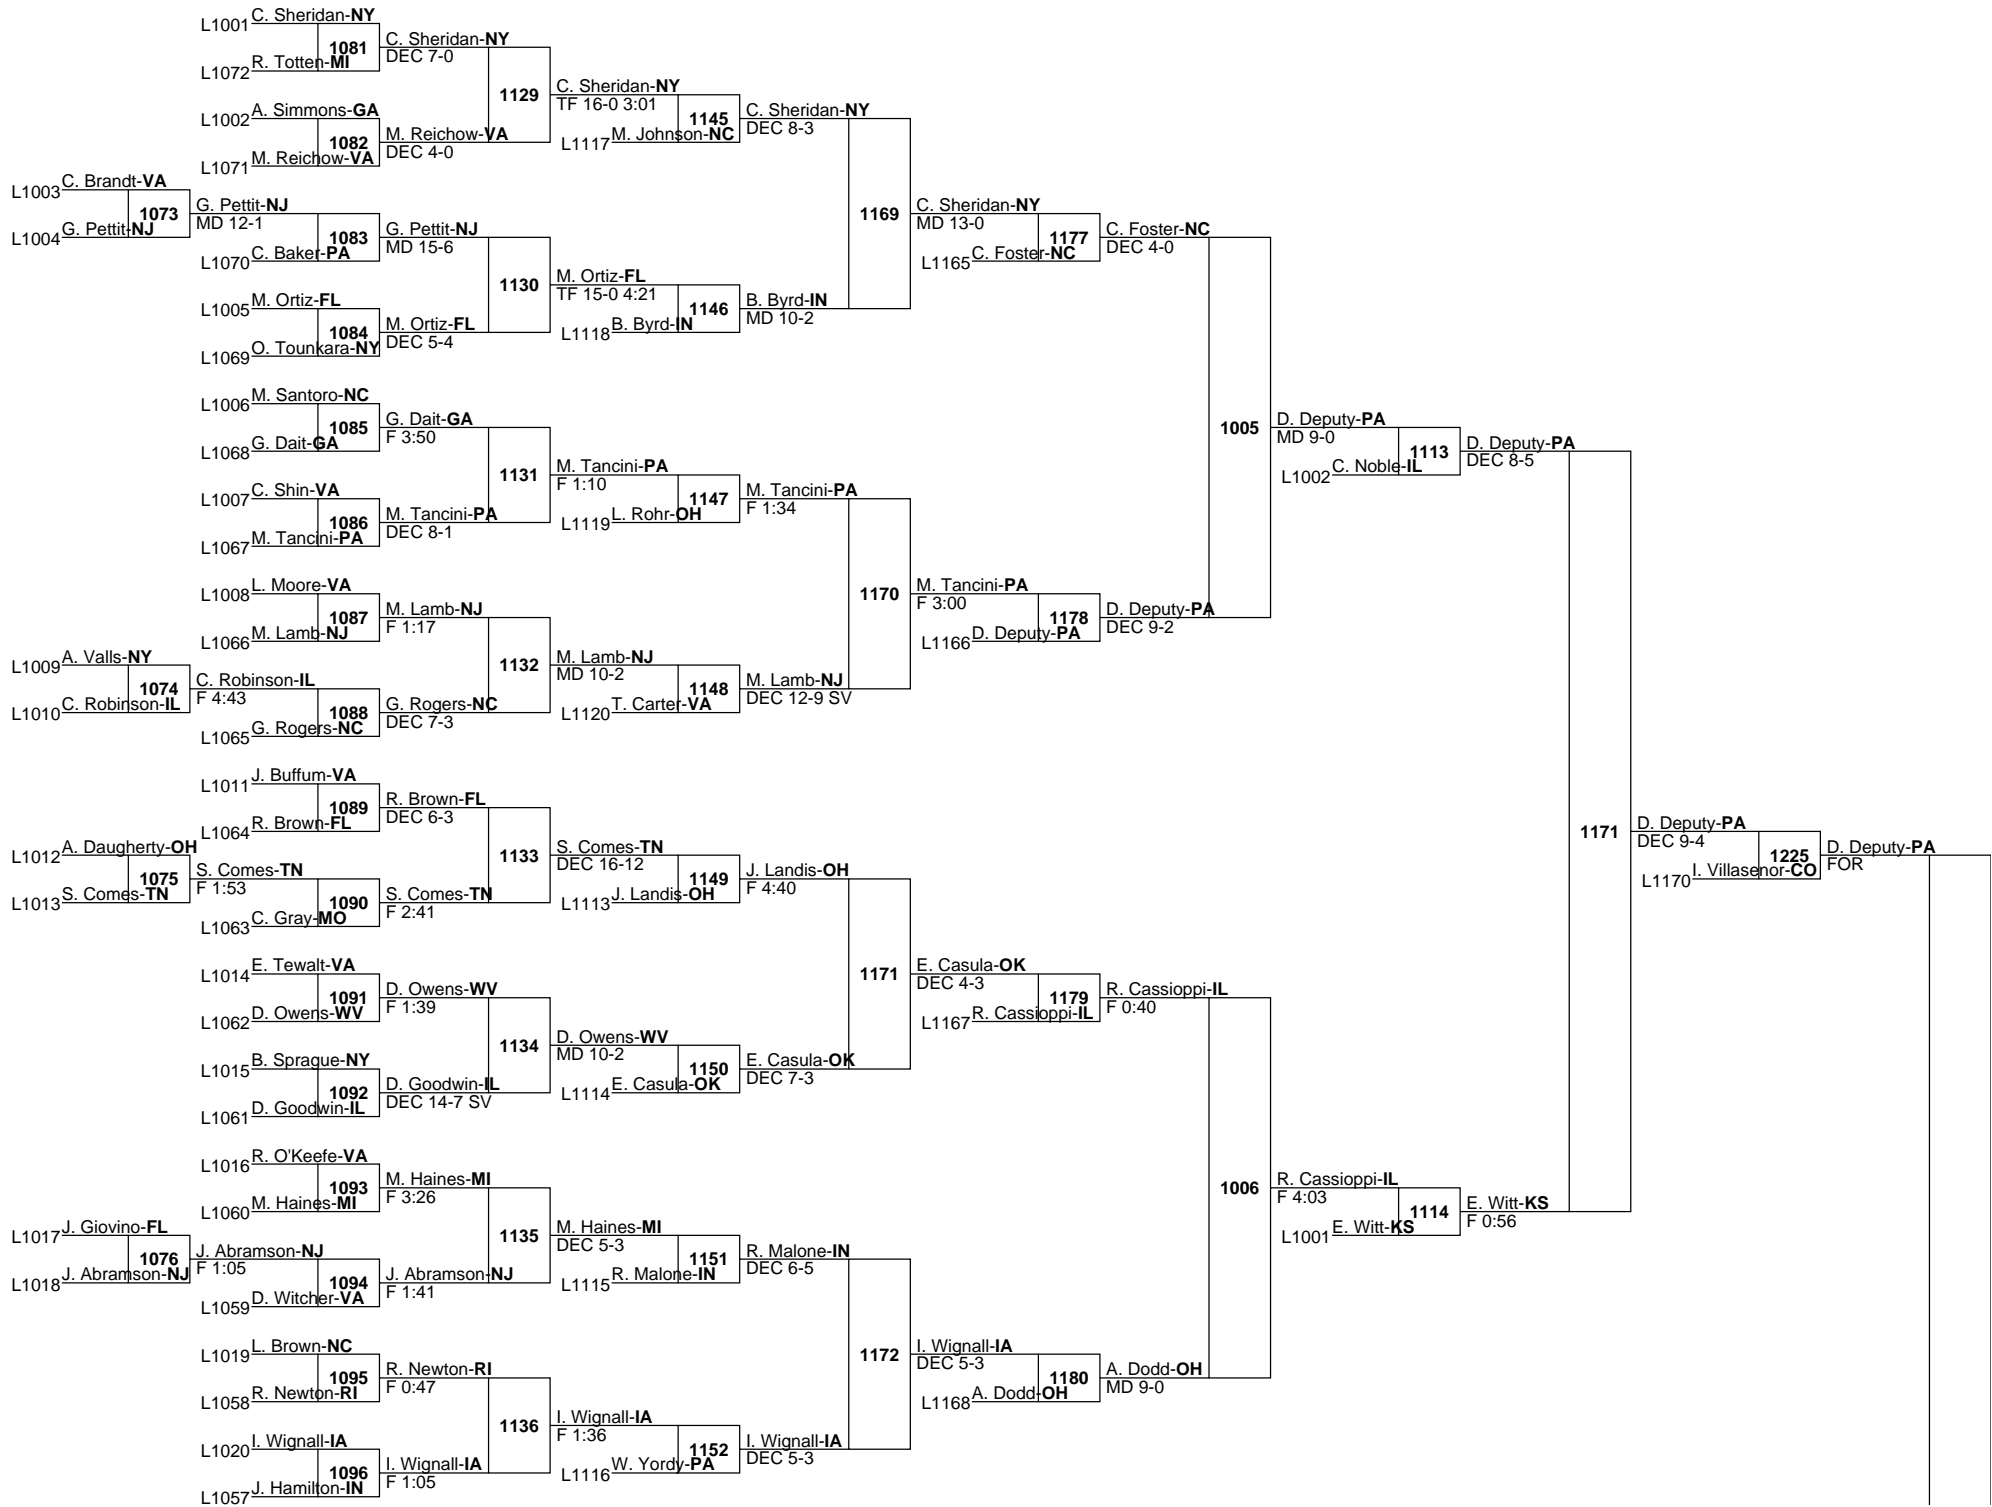 L1001 C. Sheridan-NY
1081
L1072 R. Totten-MI
C. Sheridan-NY
DEC 7-0
1129
L1002 A. Simmons-GA
1082
L1071 M. Reichow-VA
M. Reichow-VA
DEC 4-0
C. Sheridan-NY
TF 16-0 3:01
1145
L1117 M. Johnson-NC
C. Sheridan-NY
DEC 8-3
L1003 C. Brandt-VA
1073
L1004 G. Pettit-NJ
G. Pettit-NJ
MD 12-1
1083
L1070 C. Baker-PA
G. Pettit-NJ
MD 15-6
1130
L1005 M. Ortiz-FL
1084
L1069 O. Tounkara-NY
M. Ortiz-FL
DEC 5-4
M. Ortiz-FL
TF 15-0 4:21
1146
L1118 B. Byrd-IN
B. Byrd-IN
MD 10-2
1169
C. Sheridan-NY
MD 13-0
1177
L1165 C. Foster-NC
C. Foster-NC
DEC 4-0
L1006 M. Santoro-NC
1085
L1068 G. Dait-GA
G. Dait-GA
F 3:50
1131
L1007 C. Shin-VA
1086
L1067 M. Tancini-PA
M. Tancini-PA
DEC 8-1
M. Tancini-PA
F 1:10
1147
L1119 L. Rohr-OH
M. Tancini-PA
F 1:34
L1008 L. Moore-VA
1087
L1066 M. Lamb-NJ
M. Lamb-NJ
F 1:17
1132
L1009 A. Valls-NY
1074
L1010 C. Robinson-IL
C. Robinson-IL
F 4:43
1088
L1065 G. Rogers-NC
G. Rogers-NC
DEC 7-3
M. Lamb-NJ
MD 10-2
1148
L1120 T. Carter-VA
M. Lamb-NJ
DEC 12-9 SV
1170
M. Tancini-PA
F 3:00
1178
L1166 D. Deputy-PA
D. Deputy-PA
DEC 9-2
1005
D. Deputy-PA
MD 9-0
1113
L1002 C. Noble-IL
D. Deputy-PA
DEC 8-5
L1011 J. Buffum-VA
1089
L1064 R. Brown-FL
R. Brown-FL
DEC 6-3
1133
L1012 A. Daugherty-OH
1075
L1013 S. Comes-TN
S. Comes-TN
F 1:53
1090
L1063 C. Gray-MO
S. Comes-TN
F 2:41
S. Comes-TN
DEC 16-12
1149
L1113 J. Landis-OH
J. Landis-OH
F 4:40
L1014 E. Tewalt-VA
1091
L1062 D. Owens-WV
D. Owens-WV
F 1:39
1134
L1015 B. Sprague-NY
1092
L1061 D. Goodwin-IL
D. Goodwin-IL
DEC 14-7 SV
D. Owens-WV
MD 10-2
1150
L1114 E. Casula-OK
E. Casula-OK
DEC 7-3
1171
E. Casula-OK
DEC 4-3
1179
L1167 R. Cassioppi-IL
R. Cassioppi-IL
F 0:40
L1016 R. O'Keefe-VA
1093
L1060 M. Haines-MI
M. Haines-MI
F 3:26
1135
L1017 J. Giovino-FL
1076
L1018 J. Abramson-NJ
J. Abramson-NJ
F 1:05
1094
L1059 D. Witcher-VA
J. Abramson-NJ
F 1:41
M. Haines-MI
DEC 5-3
1151
L1115 R. Malone-IN
R. Malone-IN
DEC 6-5
L1019 L. Brown-NC
1095
L1058 R. Newton-RI
R. Newton-RI
F 0:47
1136
L1020 I. Wignall-IA
1096
L1057 J. Hamilton-IN
I. Wignall-IA
F 1:05
I. Wignall-IA
F 1:36
1152
L1116 W. Yordy-PA
I. Wignall-IA
DEC 5-3
1172
I. Wignall-IA
DEC 5-3
1180
L1168 A. Dodd-OH
A. Dodd-OH
MD 9-0
1006
R. Cassioppi-IL
F 4:03
1114
L1001 E. Witt-KS
E. Witt-KS
F 0:56
1171
D. Deputy-PA
DEC 9-4
1225
L1170 I. Villasenor-CO
D. Deputy-PA
FOR